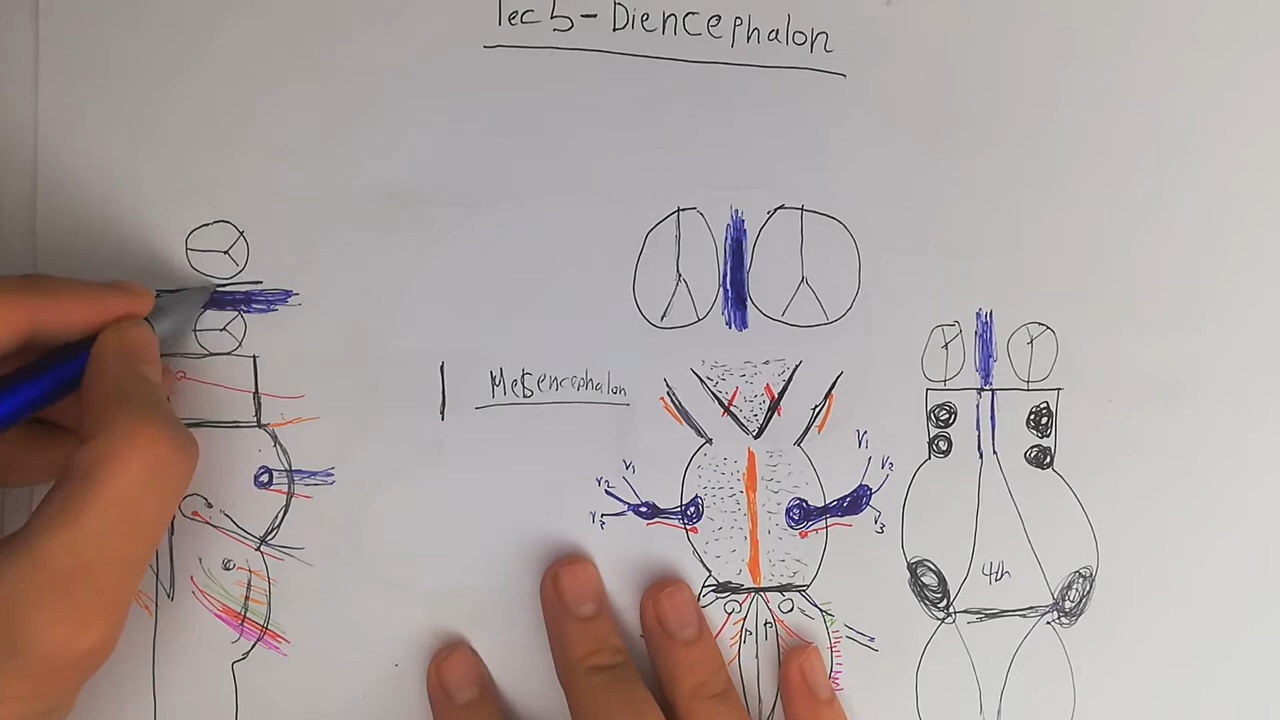 Lec 5 - Diencephalon
Mesencephalon
V1
V2
V3
V1
V2
V3
4th
P P